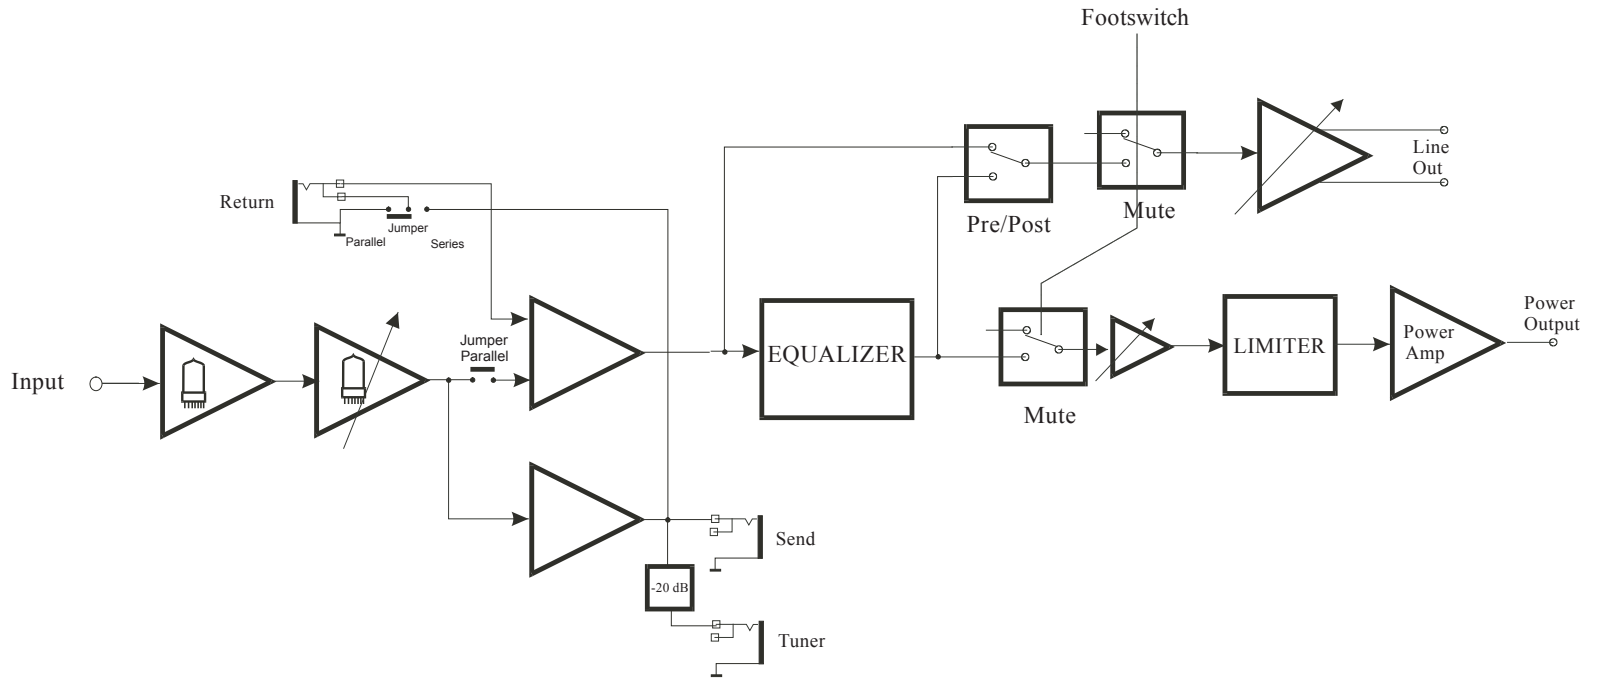 Footswitch
Line
Out
Return
Jumper
Parallel
Series
Pre/Post
Mute
Power
Output
Jumper
Parallel
Power
Amp
EQUALIZER
LIMITER
Input
Mute
Send
-20 dB
Tuner